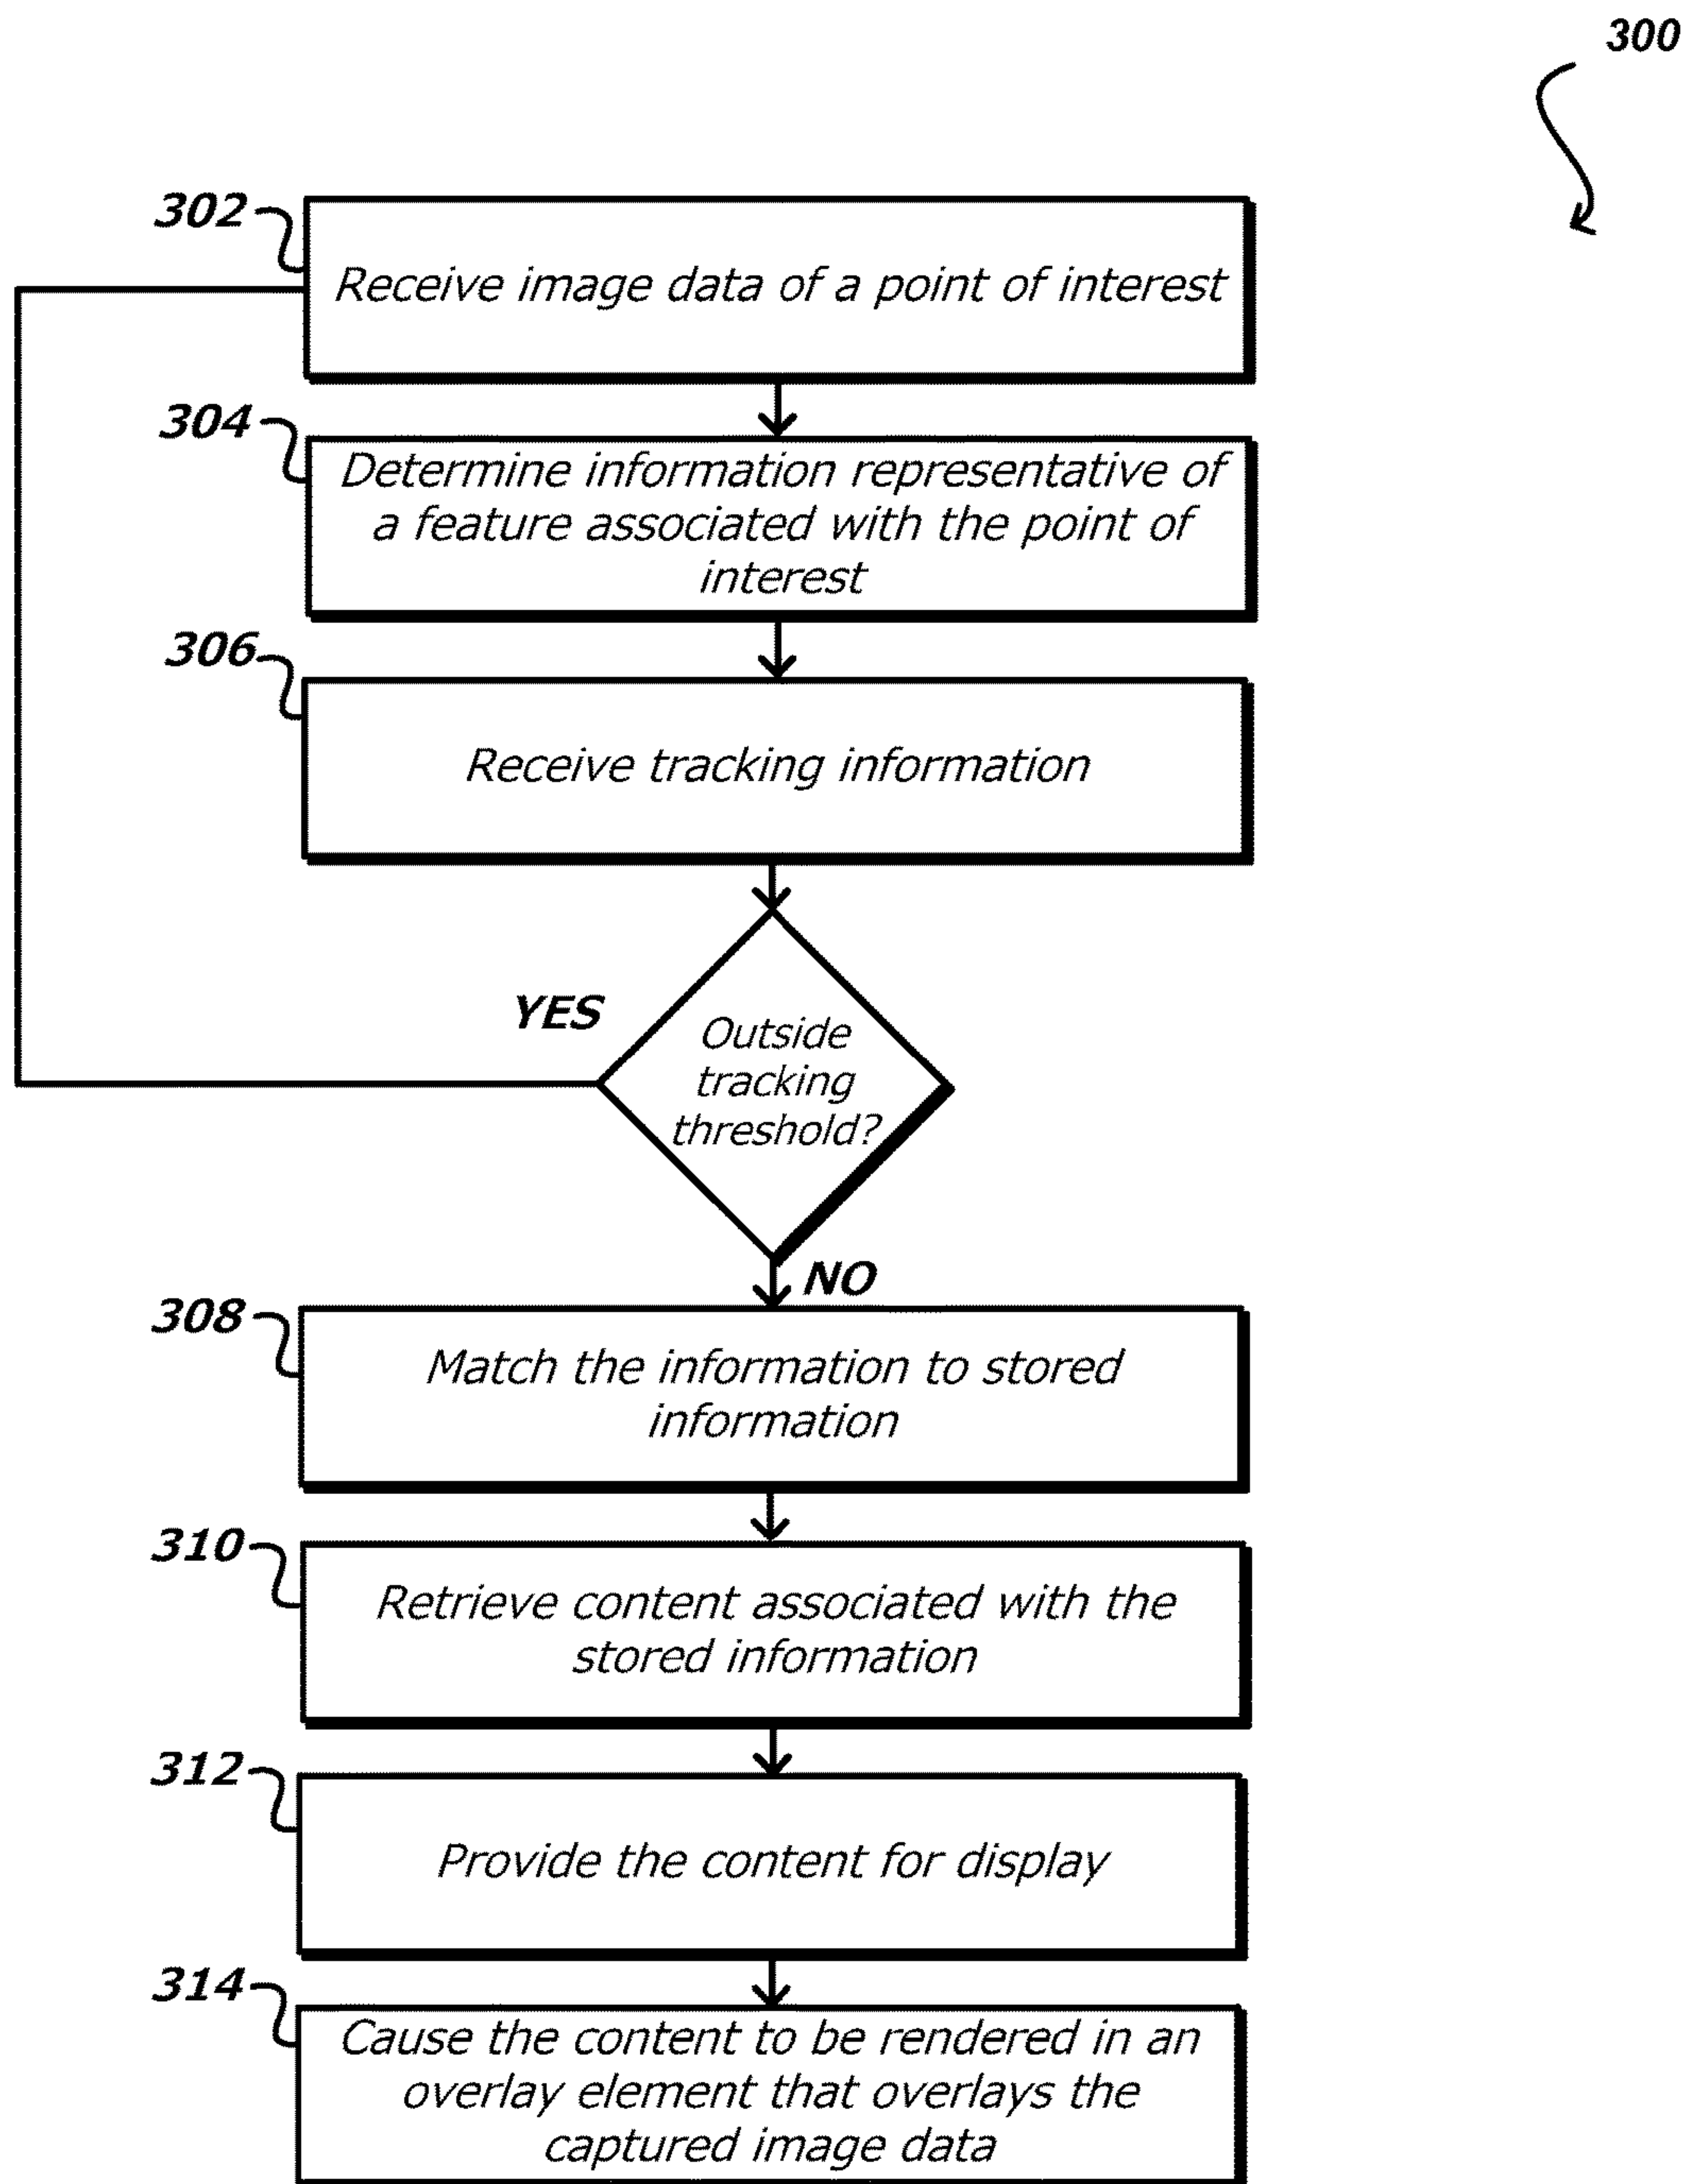 300
302
Receive image data of a point of interest
304
Determine information representative of
a feature associated with the point of
interest
306
Receive tracking information
YES
Outside
tracking
threshold?
NO
308
Match the information to stored
information
310
Retrieve content associated with the
stored information
312
Provide the content for display
314
Cause the content to be rendered in an
overlay element that overlays the
captured image data